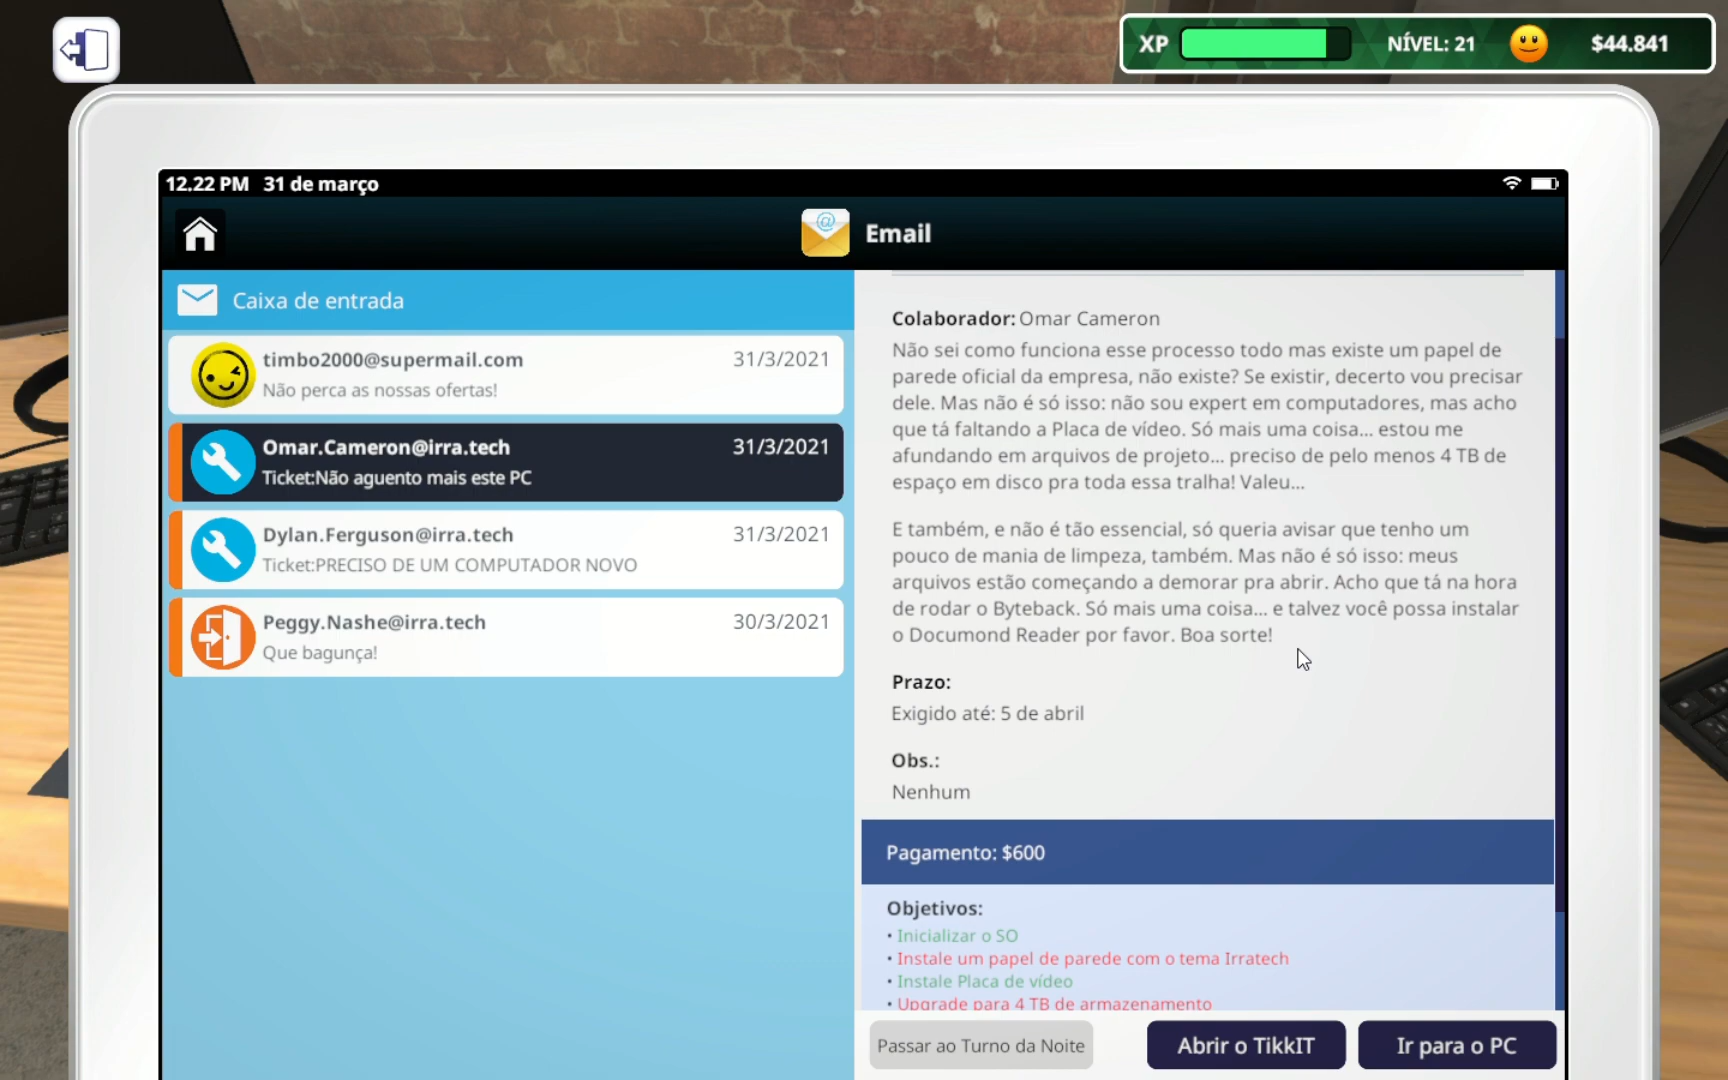 XP
NÍVEL: 21
$44.841
12.22 PM 31 de março
Email
Caixa de entrada
timbo2000@supermail.com 31/3/2021
Não perca as nossas ofertas!
Omar.Cameron@irra.tech 31/3/2021
Ticket:Não aguento mais este PC
Dylan.Ferguson@irra.tech 31/3/2021
Ticket:PRECISO DE UM COMPUTADOR NOVO
Peggy.Nashe@irra.tech 30/3/2021
Que bagunça!
Colaborador: Omar Cameron
Não sei como funciona esse processo todo mas existe um papel de
parede oficial da empresa, não existe? Se existir, decerto vou precisar
dele. Mas não é só isso: não sou expert em computadores, mas acho
que tá faltando a Placa de vídeo. Só mais uma coisa... estou me
afundando em arquivos de projeto... preciso de pelo menos 4 TB de
espaço em disco pra toda essa tralha! Valeu...
E também, e não é tão essencial, só queria avisar que tenho um
pouco de mania de limpeza, também. Mas não é só isso: meus
arquivos estão começando a demorar pra abrir. Acho que tá na hora
de rodar o Byteback. Só mais uma coisa... e talvez você possa instalar
o Documond Reader por favor. Boa sorte!
Prazo:
Exigido até: 5 de abril
Obs.:
Nenhum
Pagamento: $600
Objetivos:
• Inicializar o SO
• Instale um papel de parede com o tema Irratech
• Instale Placa de vídeo
• Upgrade para 4 TB de armazenamento
Passar ao Turno da Noite
Abrir o TikkIT
Ir para o PC